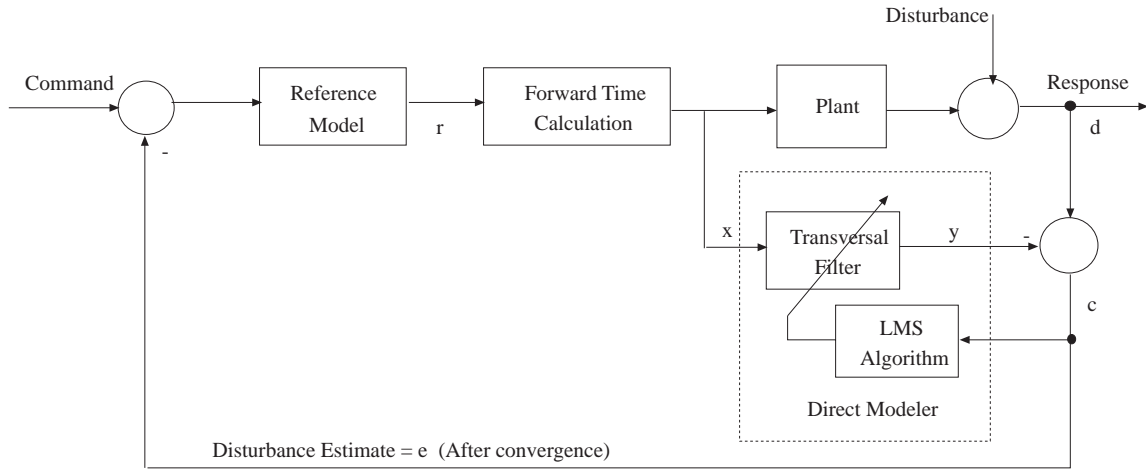 Disturbance
Command
Reference
Model
r
Forward Time
Calculation
Plant
Response
d
x
Transversal
Filter
y
-
-
c
LMS
Algorithm
Direct Modeler
Disturbance Estimate = e (After convergence)